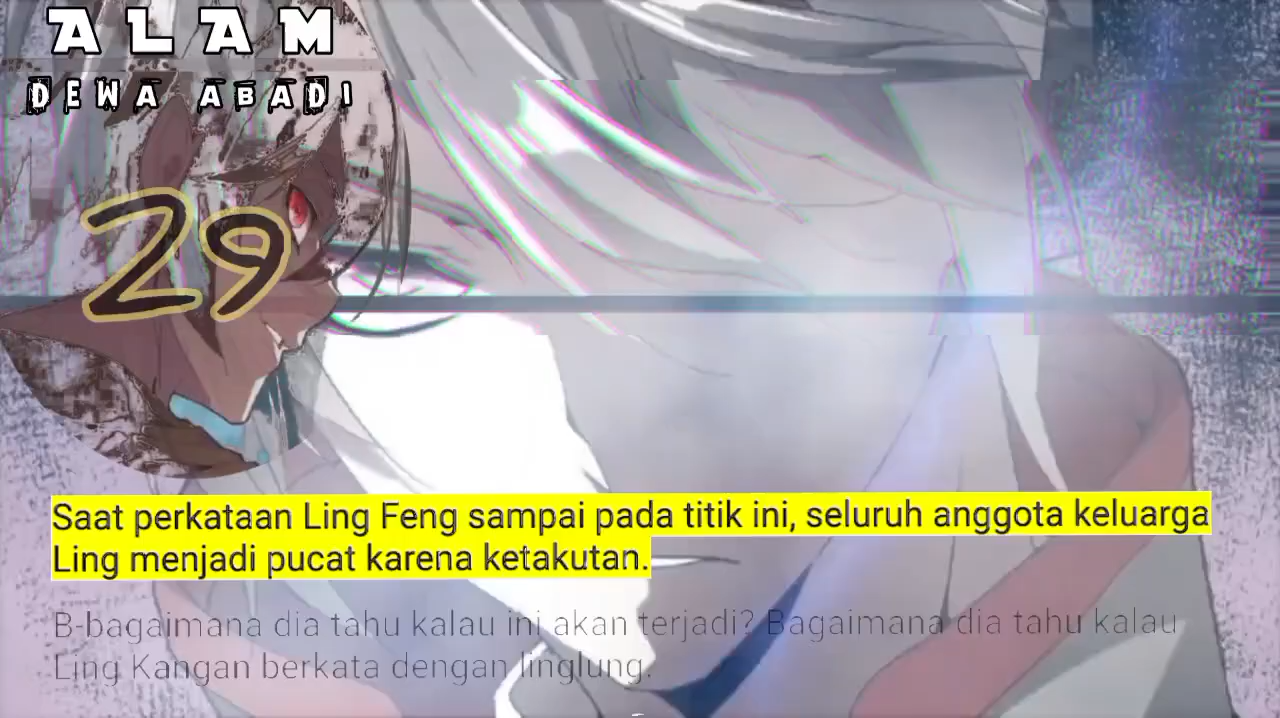 ALAM
DEWA ABADI
29
Saat perkataan Ling Feng sampai pada titik ini, seluruh anggota keluarga
Ling menjadi pucat karena ketakutan.
B-bagaimana dia tahu kalau ini akan terjadi? Bagaimana dia tahu kalau
Ling Kangan berkata dengan linglung.